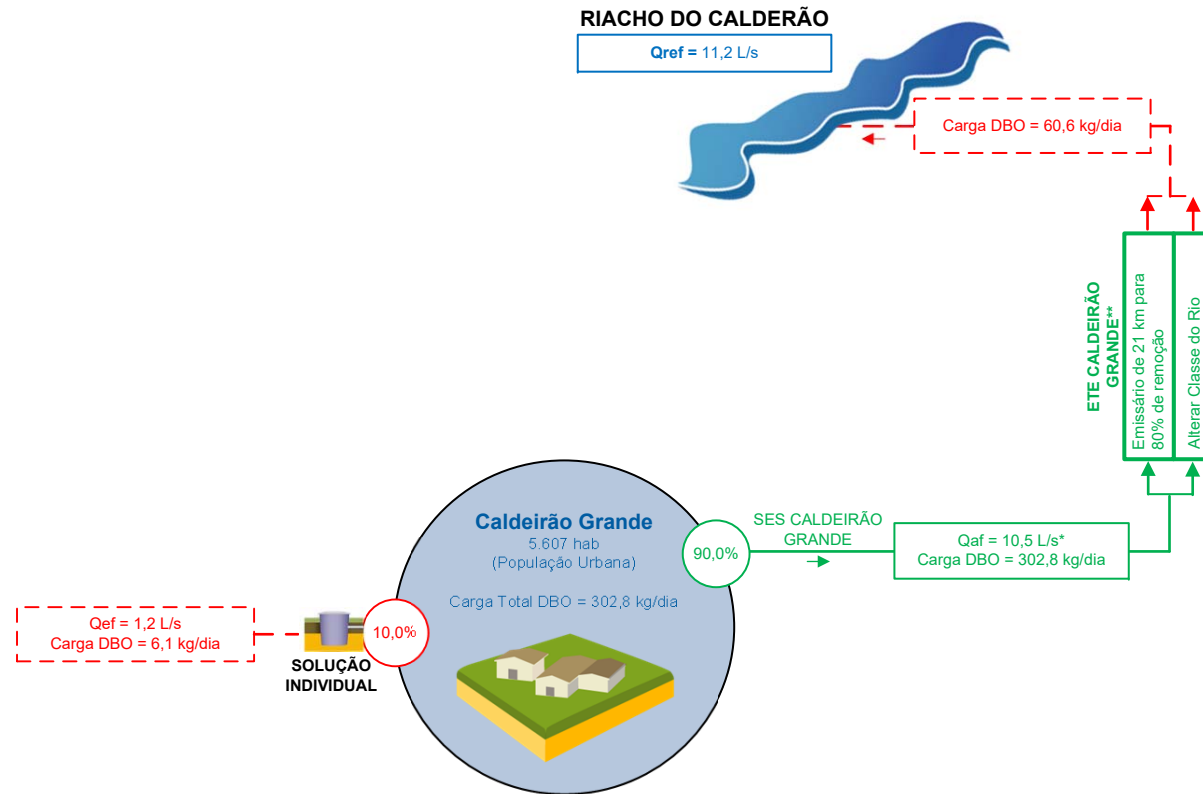 RIACHO DO CALDERÃO
Qref = 11,2 L/s
Carga DBO = 60,6 kg/dia
ETE CALDEIRÃO
GRANDE**
Emissário de 21 km para
80% de remoção
Alterar Classe do Rio
Caldeirão Grande
5.607 hab
(População Urbana)
Carga Total DBO = 302,8 kg/dia
90,0%
SES CALDEIRÃO
GRANDE
Qaf = 10,5 L/s*
Carga DBO = 302,8 kg/dia
10,0%
SOLUÇÃO
INDIVIDUAL
Qef = 1,2 L/s
Carga DBO = 6,1 kg/dia